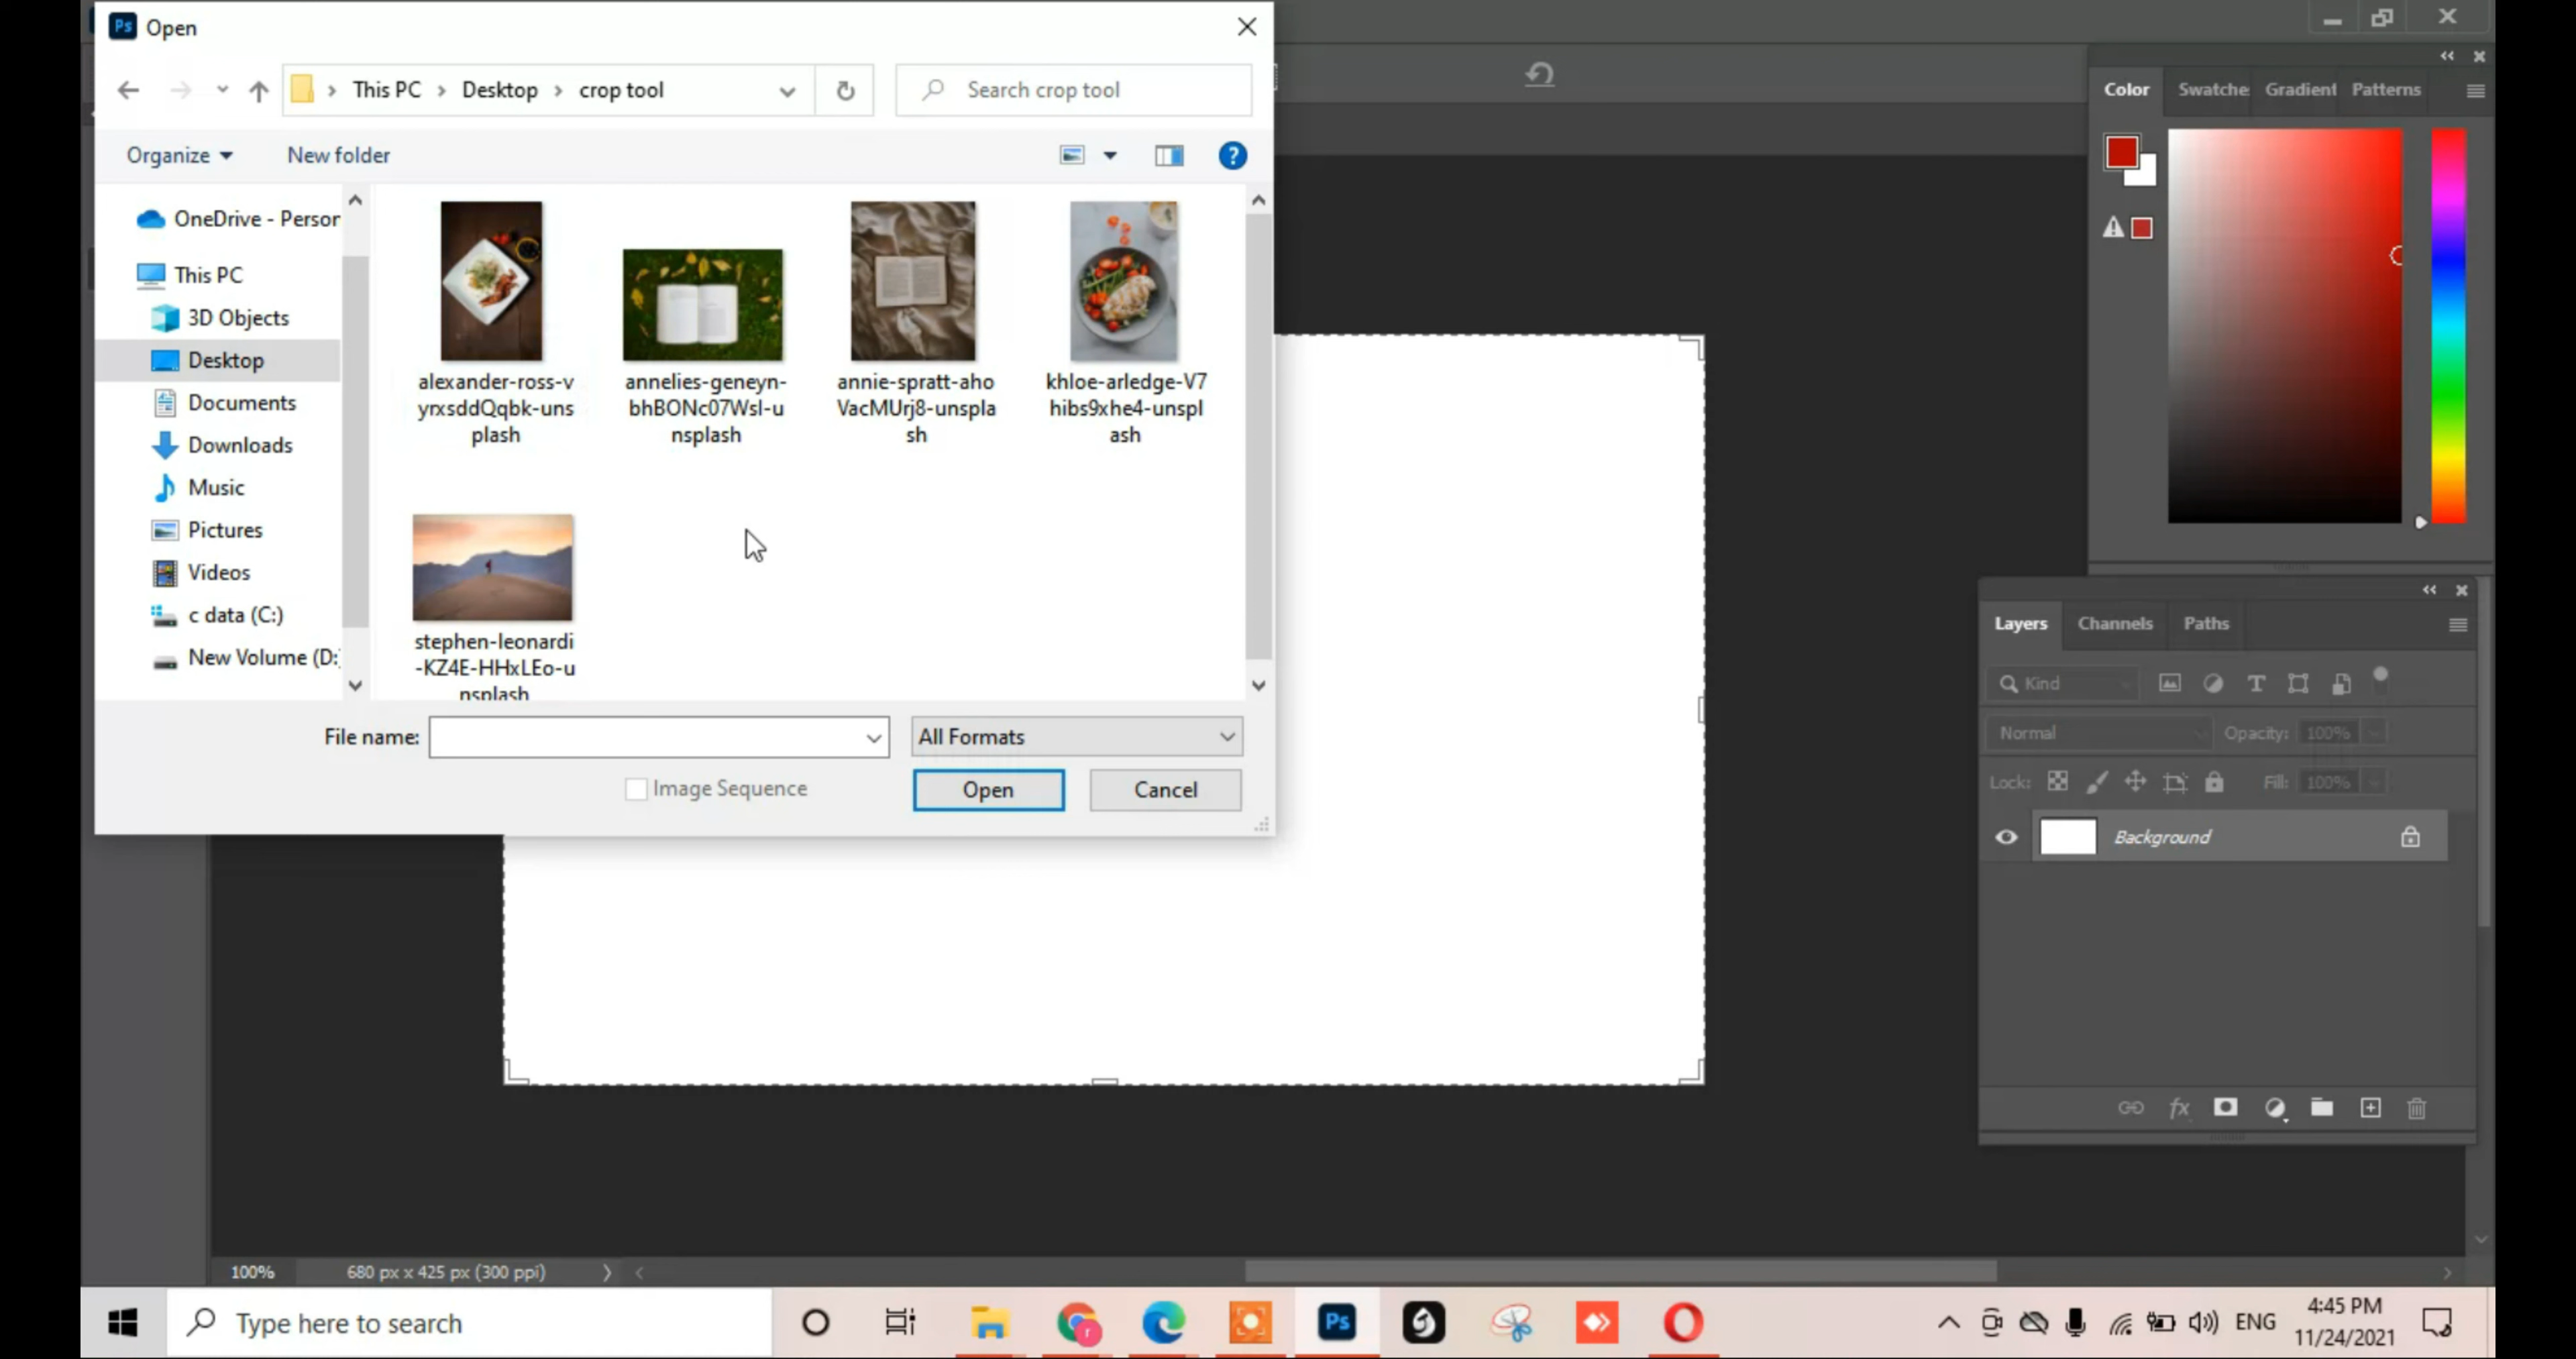 Ps Open
This PC > Desktop > crop tool
Search crop tool
Color Swatche Gradient Patterns
Organize
New folder
OneDrive - Person
This PC
3D Objects
Desktop
Documents
Downloads
Music
Pictures
Videos
c data (C:)
New Volume (D:
alexander-ross-v
yrxsddQqbk-uns
plash
annelies-geneyn-
bhBONc07WsI-u
nsplash
annie-spratt-aho
VacMUrj8-unspla
sh
khloe-arledge-V7
hibs9xhe4-unspl
ash
stephen-leonardi
-KZ4E-HHxLEo-u
nsplash
File name:
All Formats
Image Sequence
Open
Cancel
Layers Channels Paths
Kind
Normal Opacity: 100%
Lock: Fill: 100%
Background
fx
100% 680 px x 425 px (300 ppi)
Type here to search
Ps
ENG
4:45 PM
11/24/2021